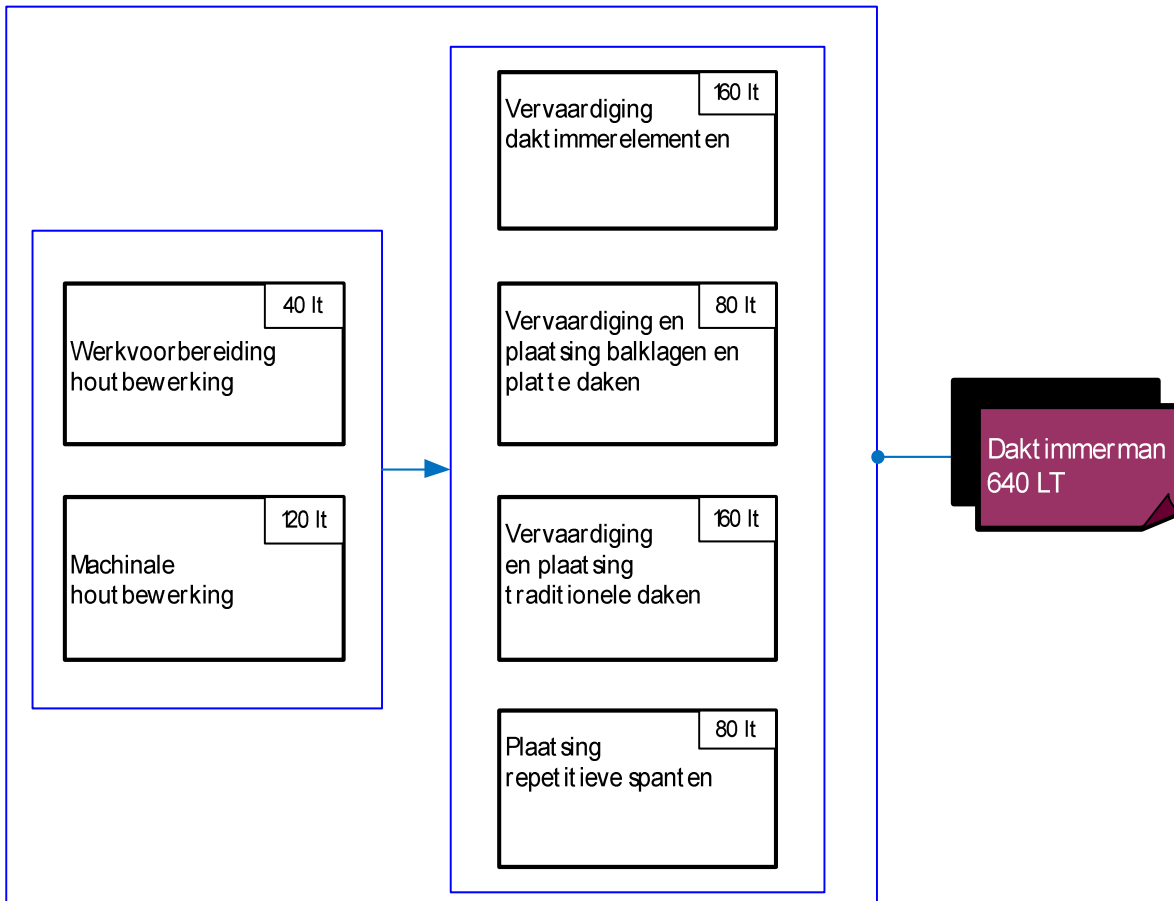 40 lt
Werkvoorbereiding
houtbewerking
120 lt
Machinale
houtbewerking
160 lt
Vervaardiging
daktimmerelementen
80 lt
Vervaardiging en
plaatsing balklagen en
platte daken
160 lt
Vervaardiging
en plaatsing
traditionele daken
80 lt
Plaatsing
repetitieve spanten
Daktimmerman
640 LT